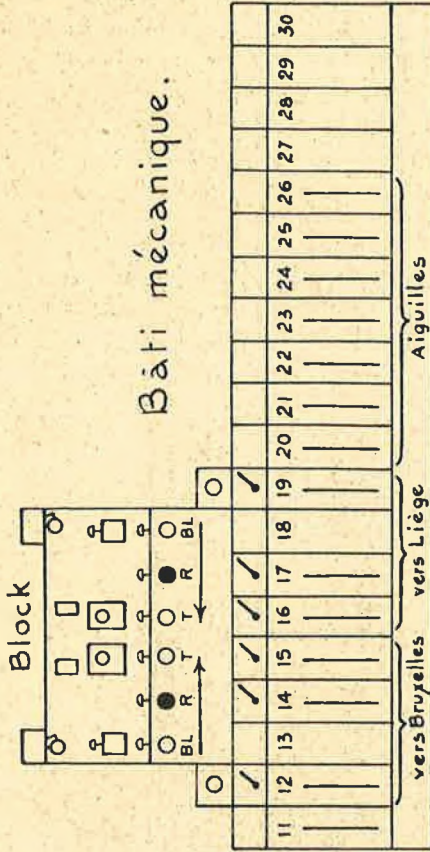 Block
Bâti mécanique.
BL R T T R BL
11 12 13 14 15 16 17 18 19 20 21 22 23 24 25 26 27 28 29 30
vers Bruxelles vers Liège Aiguilles